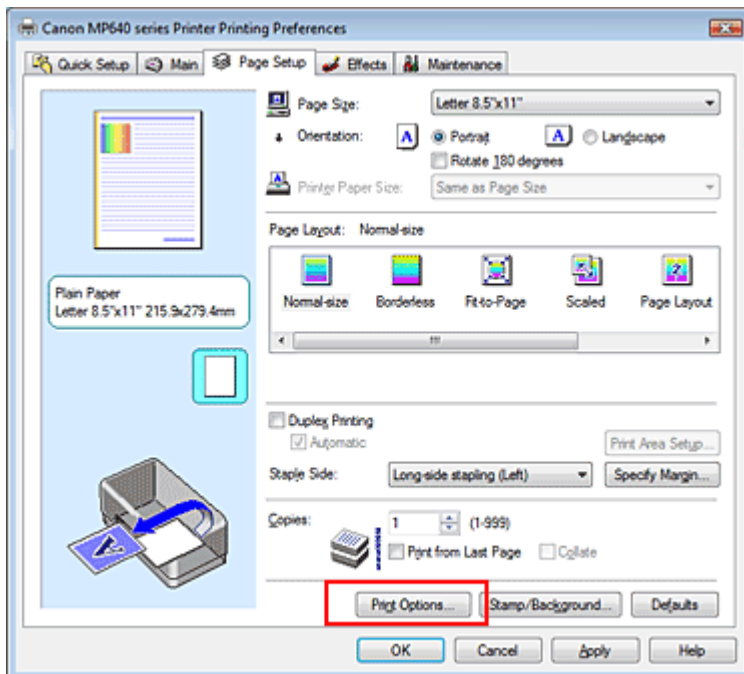 Canon MP640 series Printer Printing Preferences
Quick Setup Main Page Setup Effects Maintenance
Page Size: Letter 8.5"x11"
Orientation: A Portrait A Landscape
Rotate 180 degrees
Printer Paper Size: Same as Page Size
Page Layout: Normal-size
Normal-size Borderless Fit-to-Page Scaled Page Layout
Plain Paper
Letter 8.5"x11" 215.9x279.4mm
Duplex Printing
Automatic Print Area Setup...
Staple Side: Long-side stapling (Left) Specify Margin...
Copies: 1 (1-999)
Print from Last Page Collate
Print Options... Stamp/Background... Defaults
OK Cancel Apply Help